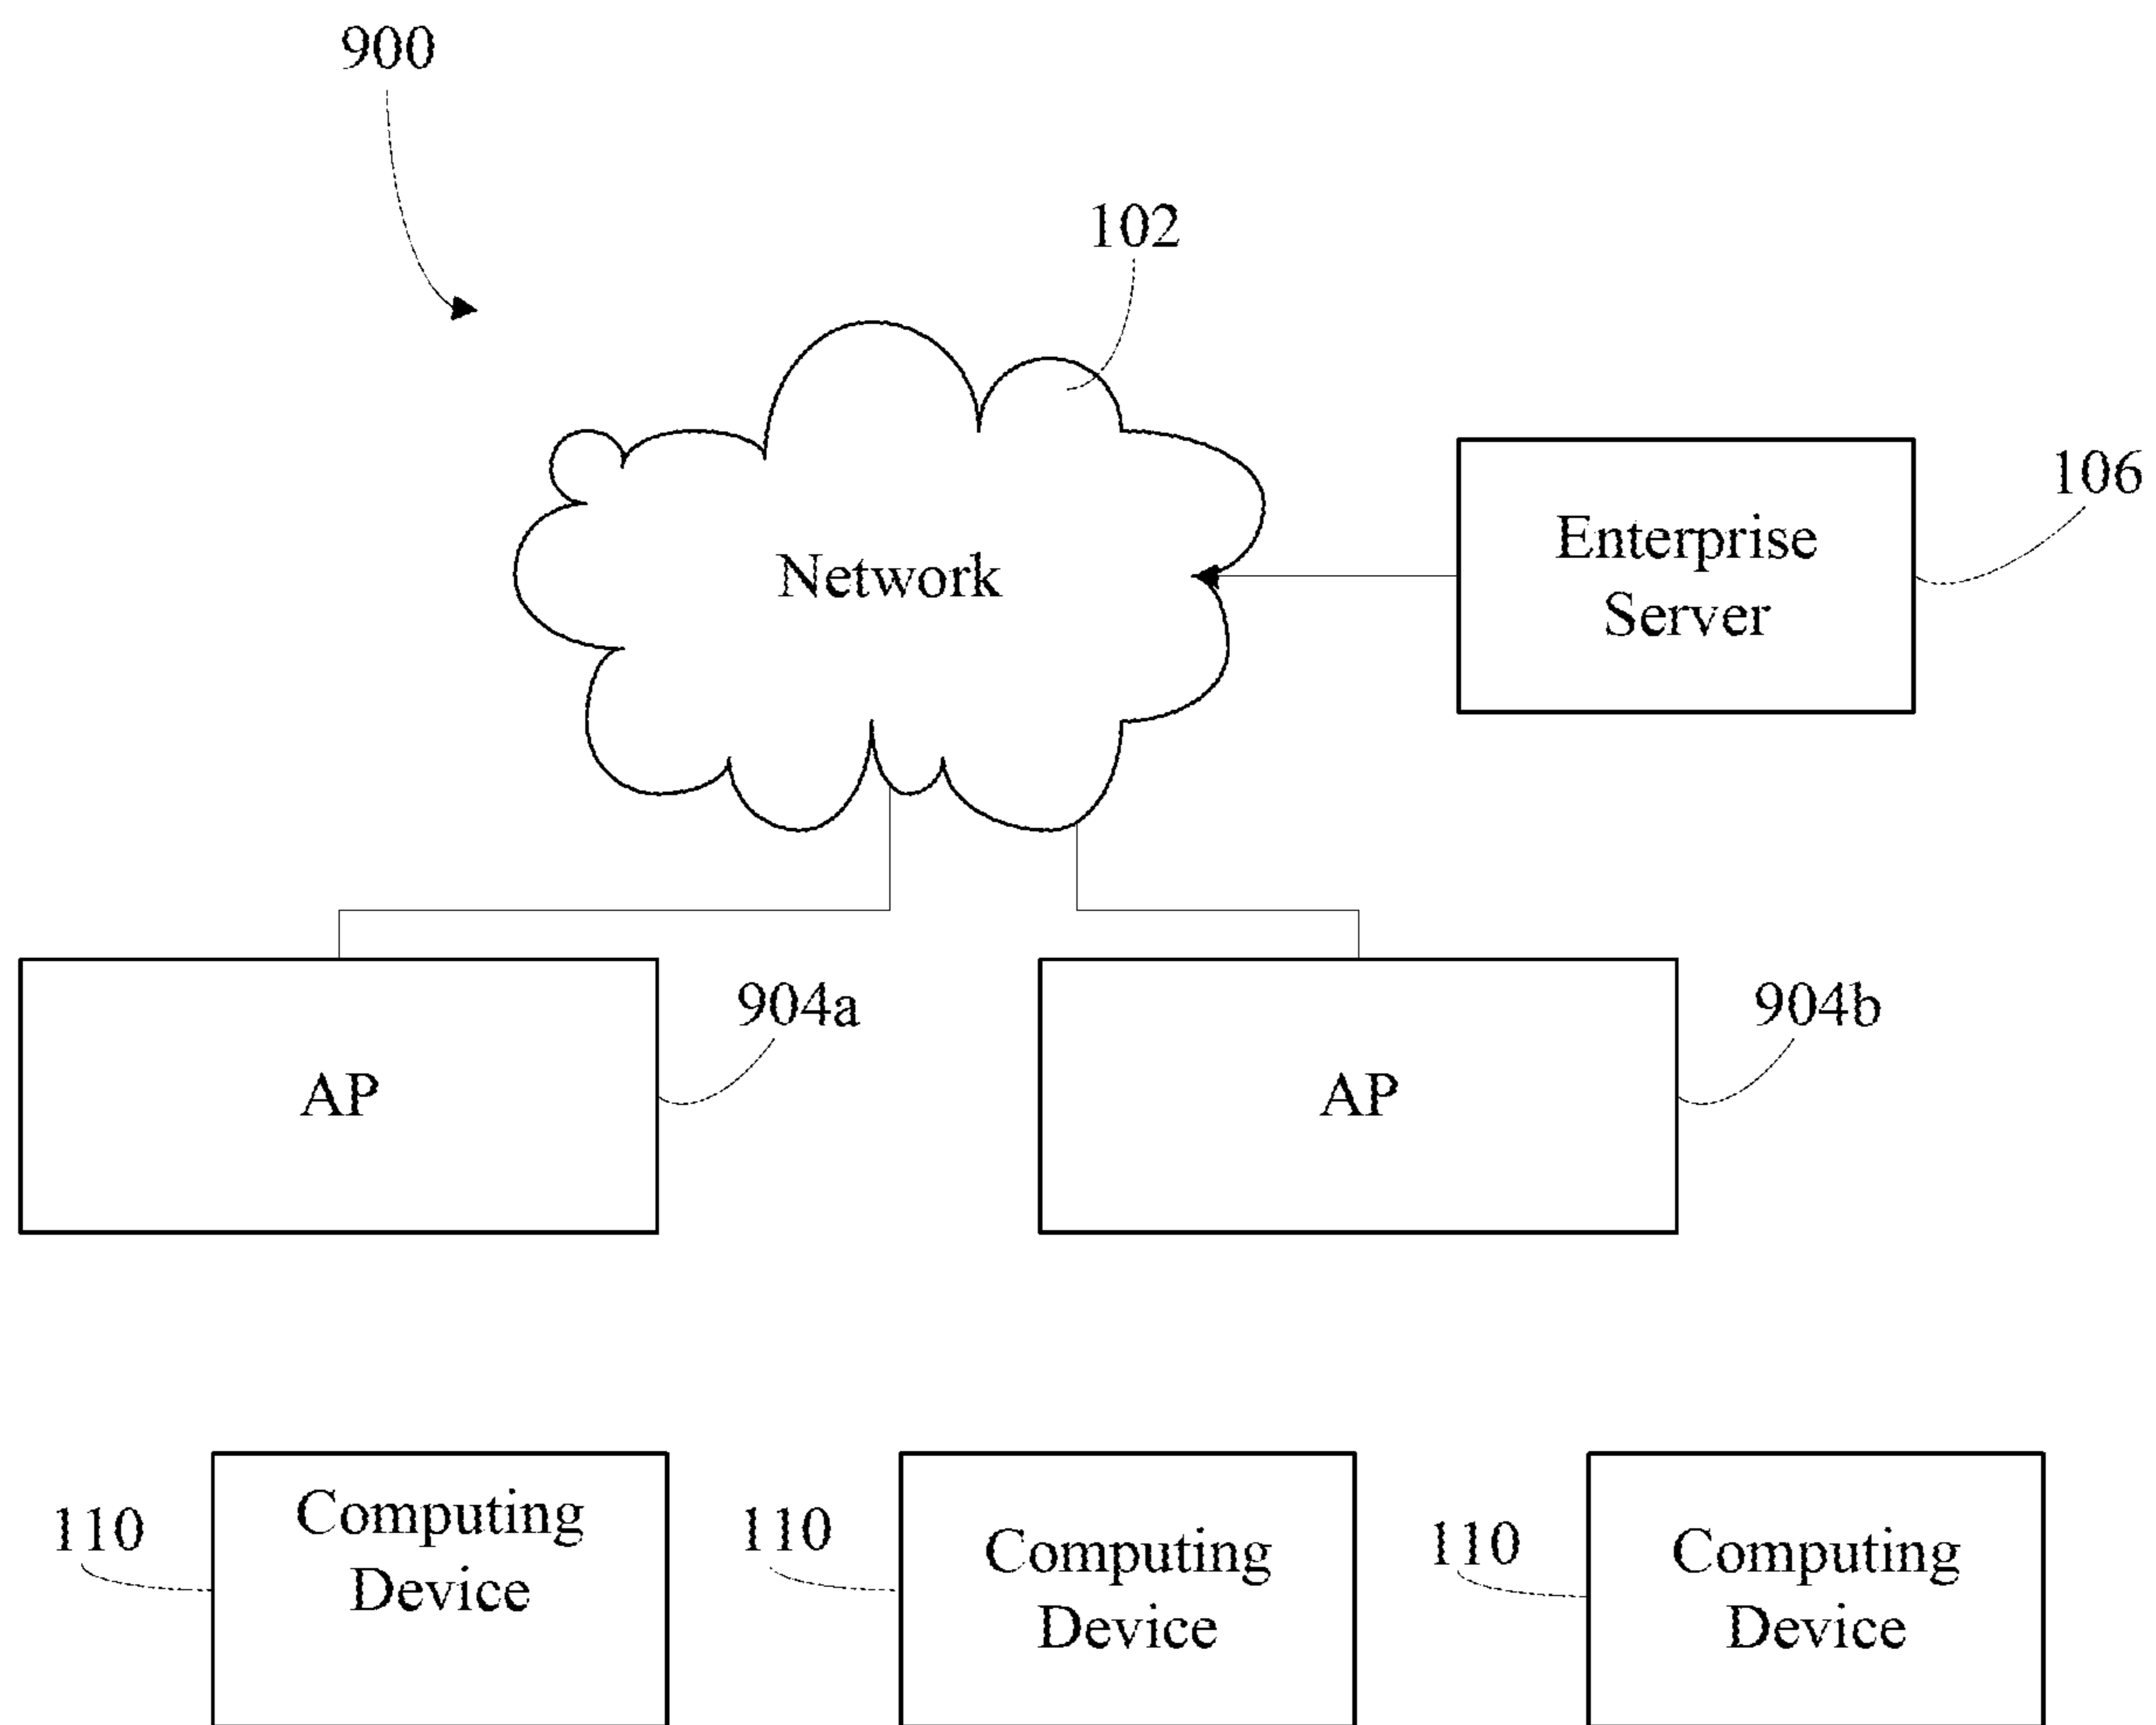 900
102
Network
Enterprise
Server
106
AP
904a
AP
904b
110
Computing
Device
110
Computing
Device
110
Computing
Device